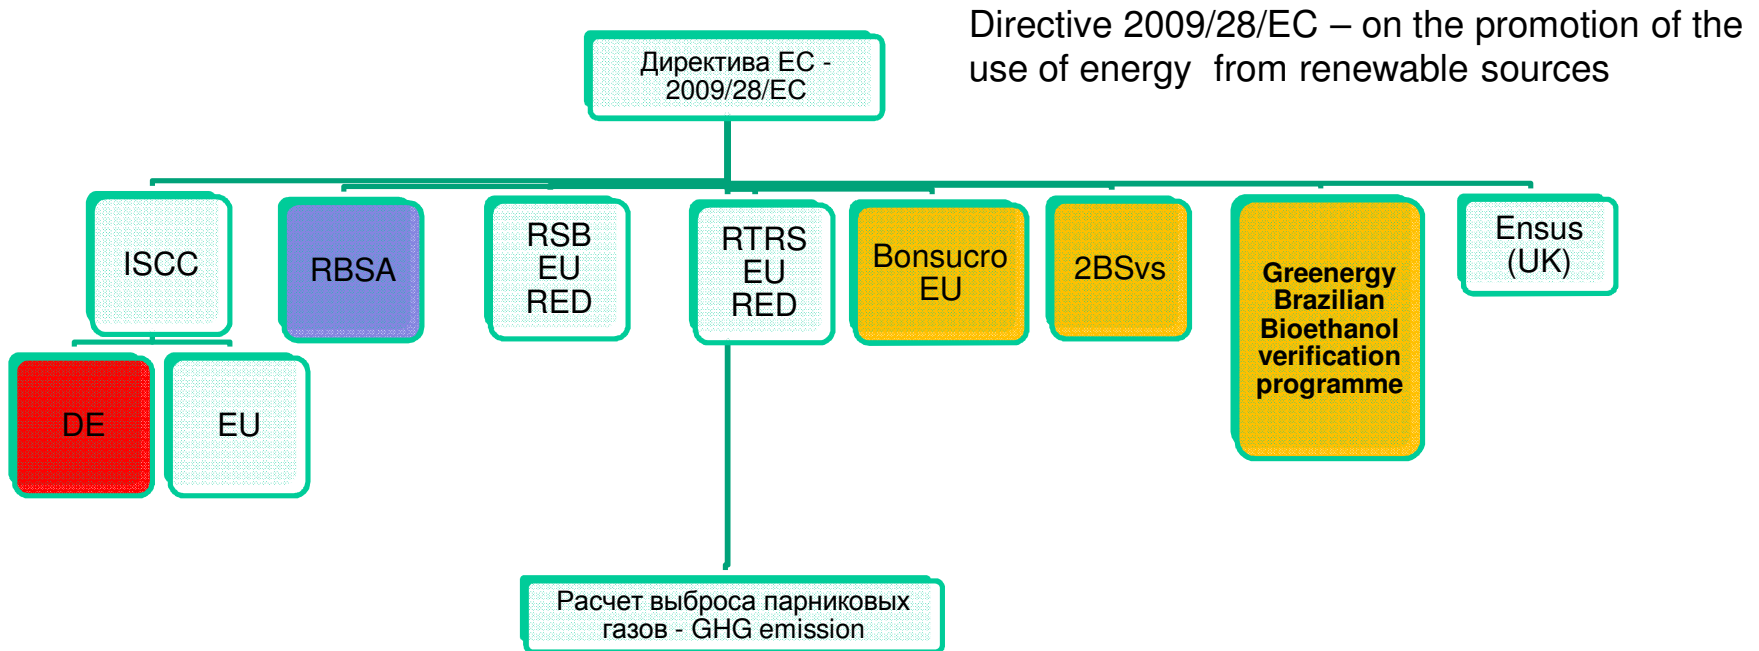 Directive 2009/28/EC – on the promotion of the
use of energy from renewable sources
Директива ЕС -
2009/28/ЕС
ISCC
RBSA
RSB
EU
RED
RTRS
EU
RED
Bonsucro
EU
2BSvs
Greenergy
Brazilian
Bioethanol
verification
programme
Ensus
(UK)
DE
EU
Расчет выброса парниковых
газов - GHG emission